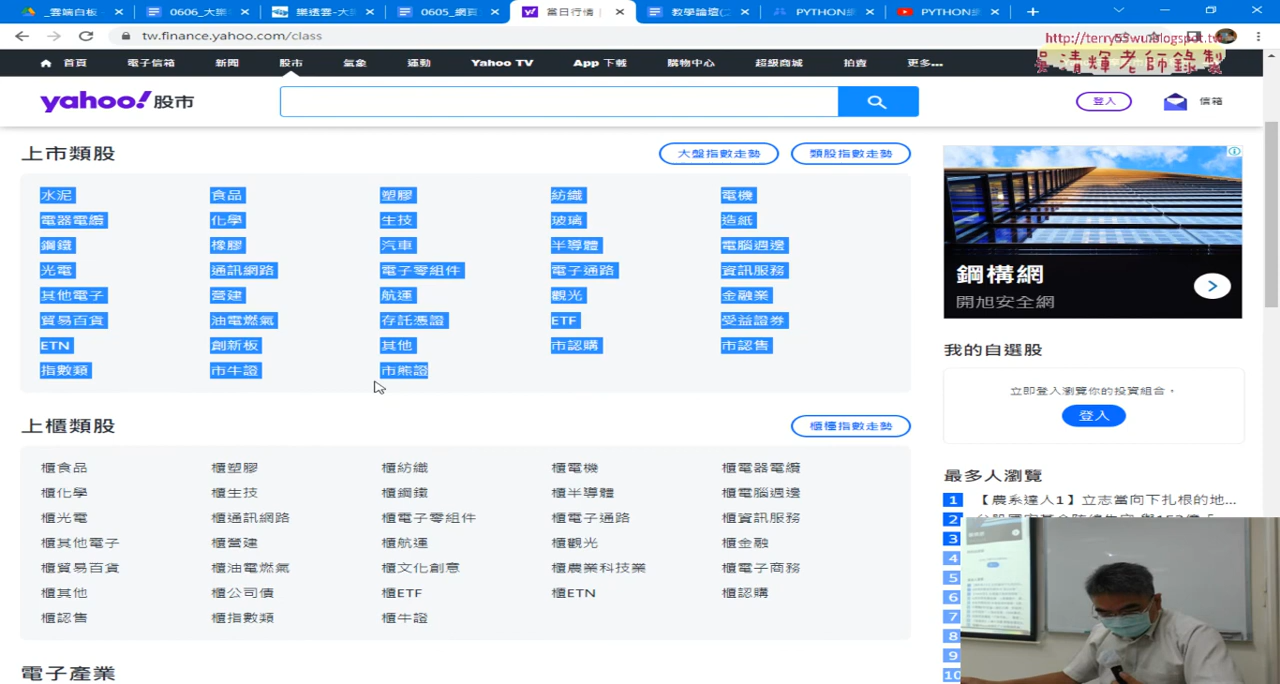 _雲端白板(
0606_大樂
樂透雲-大
0605_網頁
當日行情 |
教學論壇(二
PYTHON
PYTHON
tw.finance.yahoo.com/class
http://terry55wu.blogspot.tw
吳清輝老師錄製
首頁
電子信箱
新聞
股市
氣象
運動
Yahoo TV
App 下載
購物中心
超級商城
拍賣
更多...
yahoo!股市
登入
信箱
上市類股
大盤指數走勢
類股指數走勢
水泥 食品 塑膠 紡織 電機
電器電纜 化學 生技 玻璃 造紙
鋼鐵 橡膠 汽車 半導體 電腦週邊
光電 通訊網路 電子零組件 電子通路 資訊服務
其他電子 營建 航運 觀光 金融業
貿易百貨 油電燃氣 存託憑證 ETF 受益證券
ETN 創新板 其他 市認購 市認售
指數類 市牛證 市熊證
上櫃類股
櫃檯指數走勢
櫃食品 櫃塑膠 櫃紡織 櫃電機 櫃電器電纜
櫃化學 櫃生技 櫃鋼鐵 櫃半導體 櫃電腦週邊
櫃光電 櫃通訊網路 櫃電子零組件 櫃電子通路 櫃資訊服務
櫃其他電子 櫃營建 櫃航運 櫃觀光 櫃金融
櫃貿易百貨 櫃油電燃氣 櫃文化創意 櫃農業科技業 櫃電子商務
櫃其他 櫃公司債 櫃ETF 櫃ETN 櫃認購
櫃認售 櫃指數類 櫃牛證
電子產業
鋼構網
開旭安全網
我的自選股
立即登入瀏覽你的投資組合。
登入
最多人瀏覽
1 【農系達人1】立志當向下扎根的地...
2
3
4
5
6
7
8
9
10